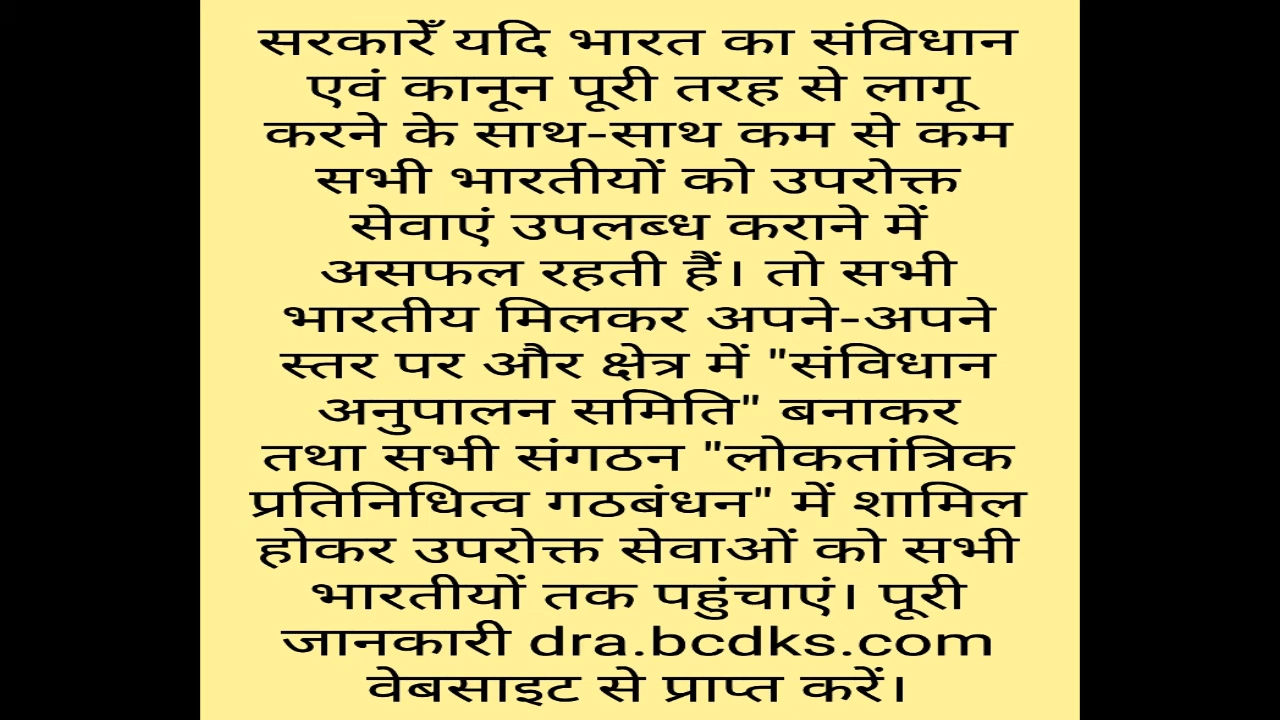 सरकारेँ यदि भारत का संविधान
एवं कानून पूरी तरह से लागू
करने के साथ-साथ कम से कम
सभी भारतीयों को उपरोक्त
सेवाएं उपलब्ध कराने में
असफल रहती हैं। तो सभी
भारतीय मिलकर अपने-अपने
स्तर पर और क्षेत्र में "संविधान
अनुपालन समिति" बनाकर
तथा सभी संगठन "लोकतांत्रिक
प्रतिनिधित्व गठबंधन" में शामिल
होकर उपरोक्त सेवाओं को सभी
भारतीयों तक पहुंचाएं। पूरी
जानकारी dra.bcdks.com
वेबसाइट से प्राप्त करें।